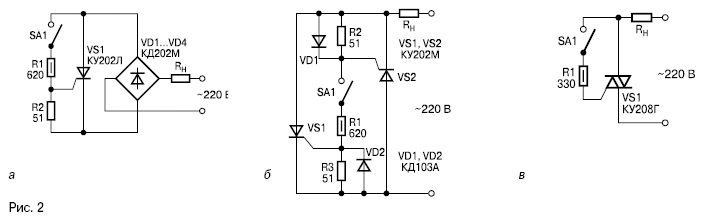 SA1
R1
620
R2
51
VS1
КУ202Л
VD1...VD4
КД202М
Rн
~220 В
а
VD1
R2
51
Rн
VS1, VS2
КУ202М
VS2
SA1
R1
620
~220 В
VS1
VD2
R3
51
VD1, VD2
КД103А
б
SA1
Rн
R1
330
~220 В
VS1
КУ208Г
в
Рис. 2